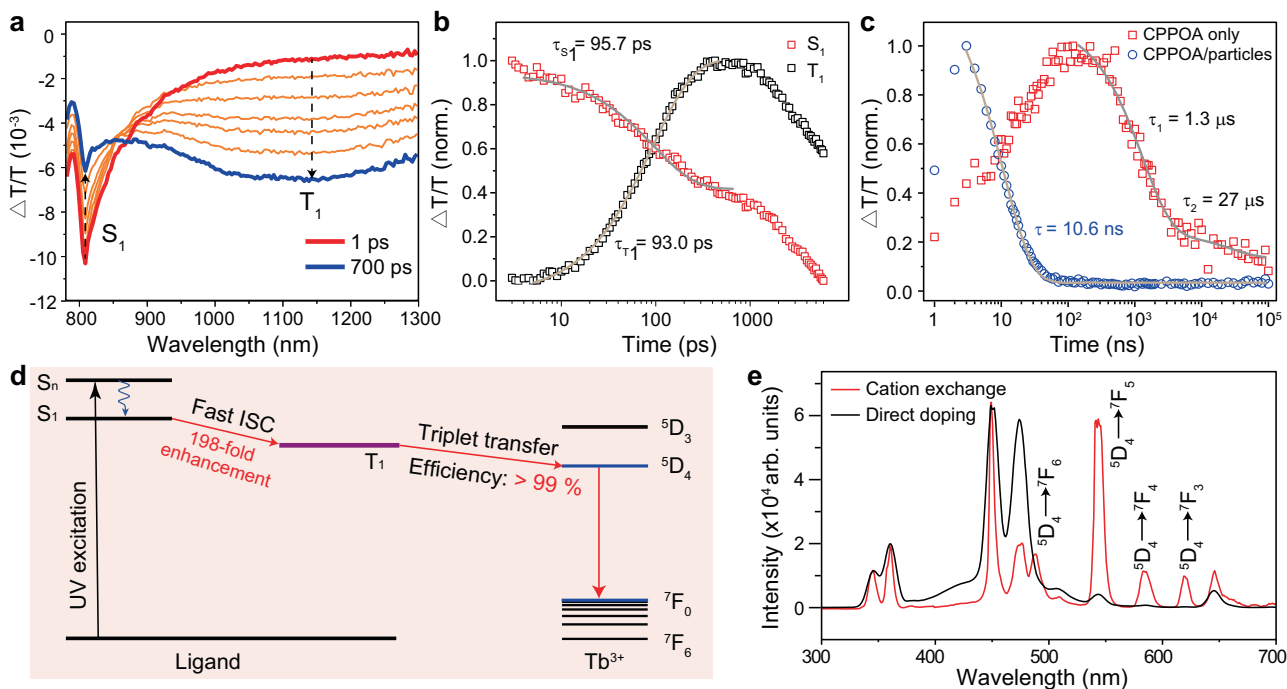 a
△T/T (10⁻³)
0
-2
-4
-6
-8
-10
-12
S₁
T₁
1 ps
700 ps
800 900 1000 1100 1200 1300
Wavelength (nm)
b
△T/T (norm.)
1.0
0.8
0.6
0.4
0.2
0.0
τS1 = 95.7 ps
S₁
T₁
τT1 = 93.0 ps
10 100 1000
Time (ps)
c
△T/T (norm.)
1.0
0.8
0.6
0.4
0.2
0.0
CPPOA only
CPPOA/particles
τ₁ = 1.3 μs
τ₂ = 27 μs
τ = 10.6 ns
1 10 10² 10³ 10⁴ 10⁵
Time (ns)
d
Sn
S₁
UV excitation
Fast ISC
198-fold
enhancement
T₁
Triplet transfer
Efficiency: > 99 %
⁵D₃
⁵D₄
⁷F₀
⁷F₆
Ligand
Tb³⁺
e
Intensity (x10⁴ arb. units)
6
4
2
0
Cation exchange
Direct doping
⁵D₄→⁷F₆
⁵D₄→⁷F₅
⁵D₄→⁷F₄
⁵D₄→⁷F₃
300 400 500 600 700
Wavelength (nm)